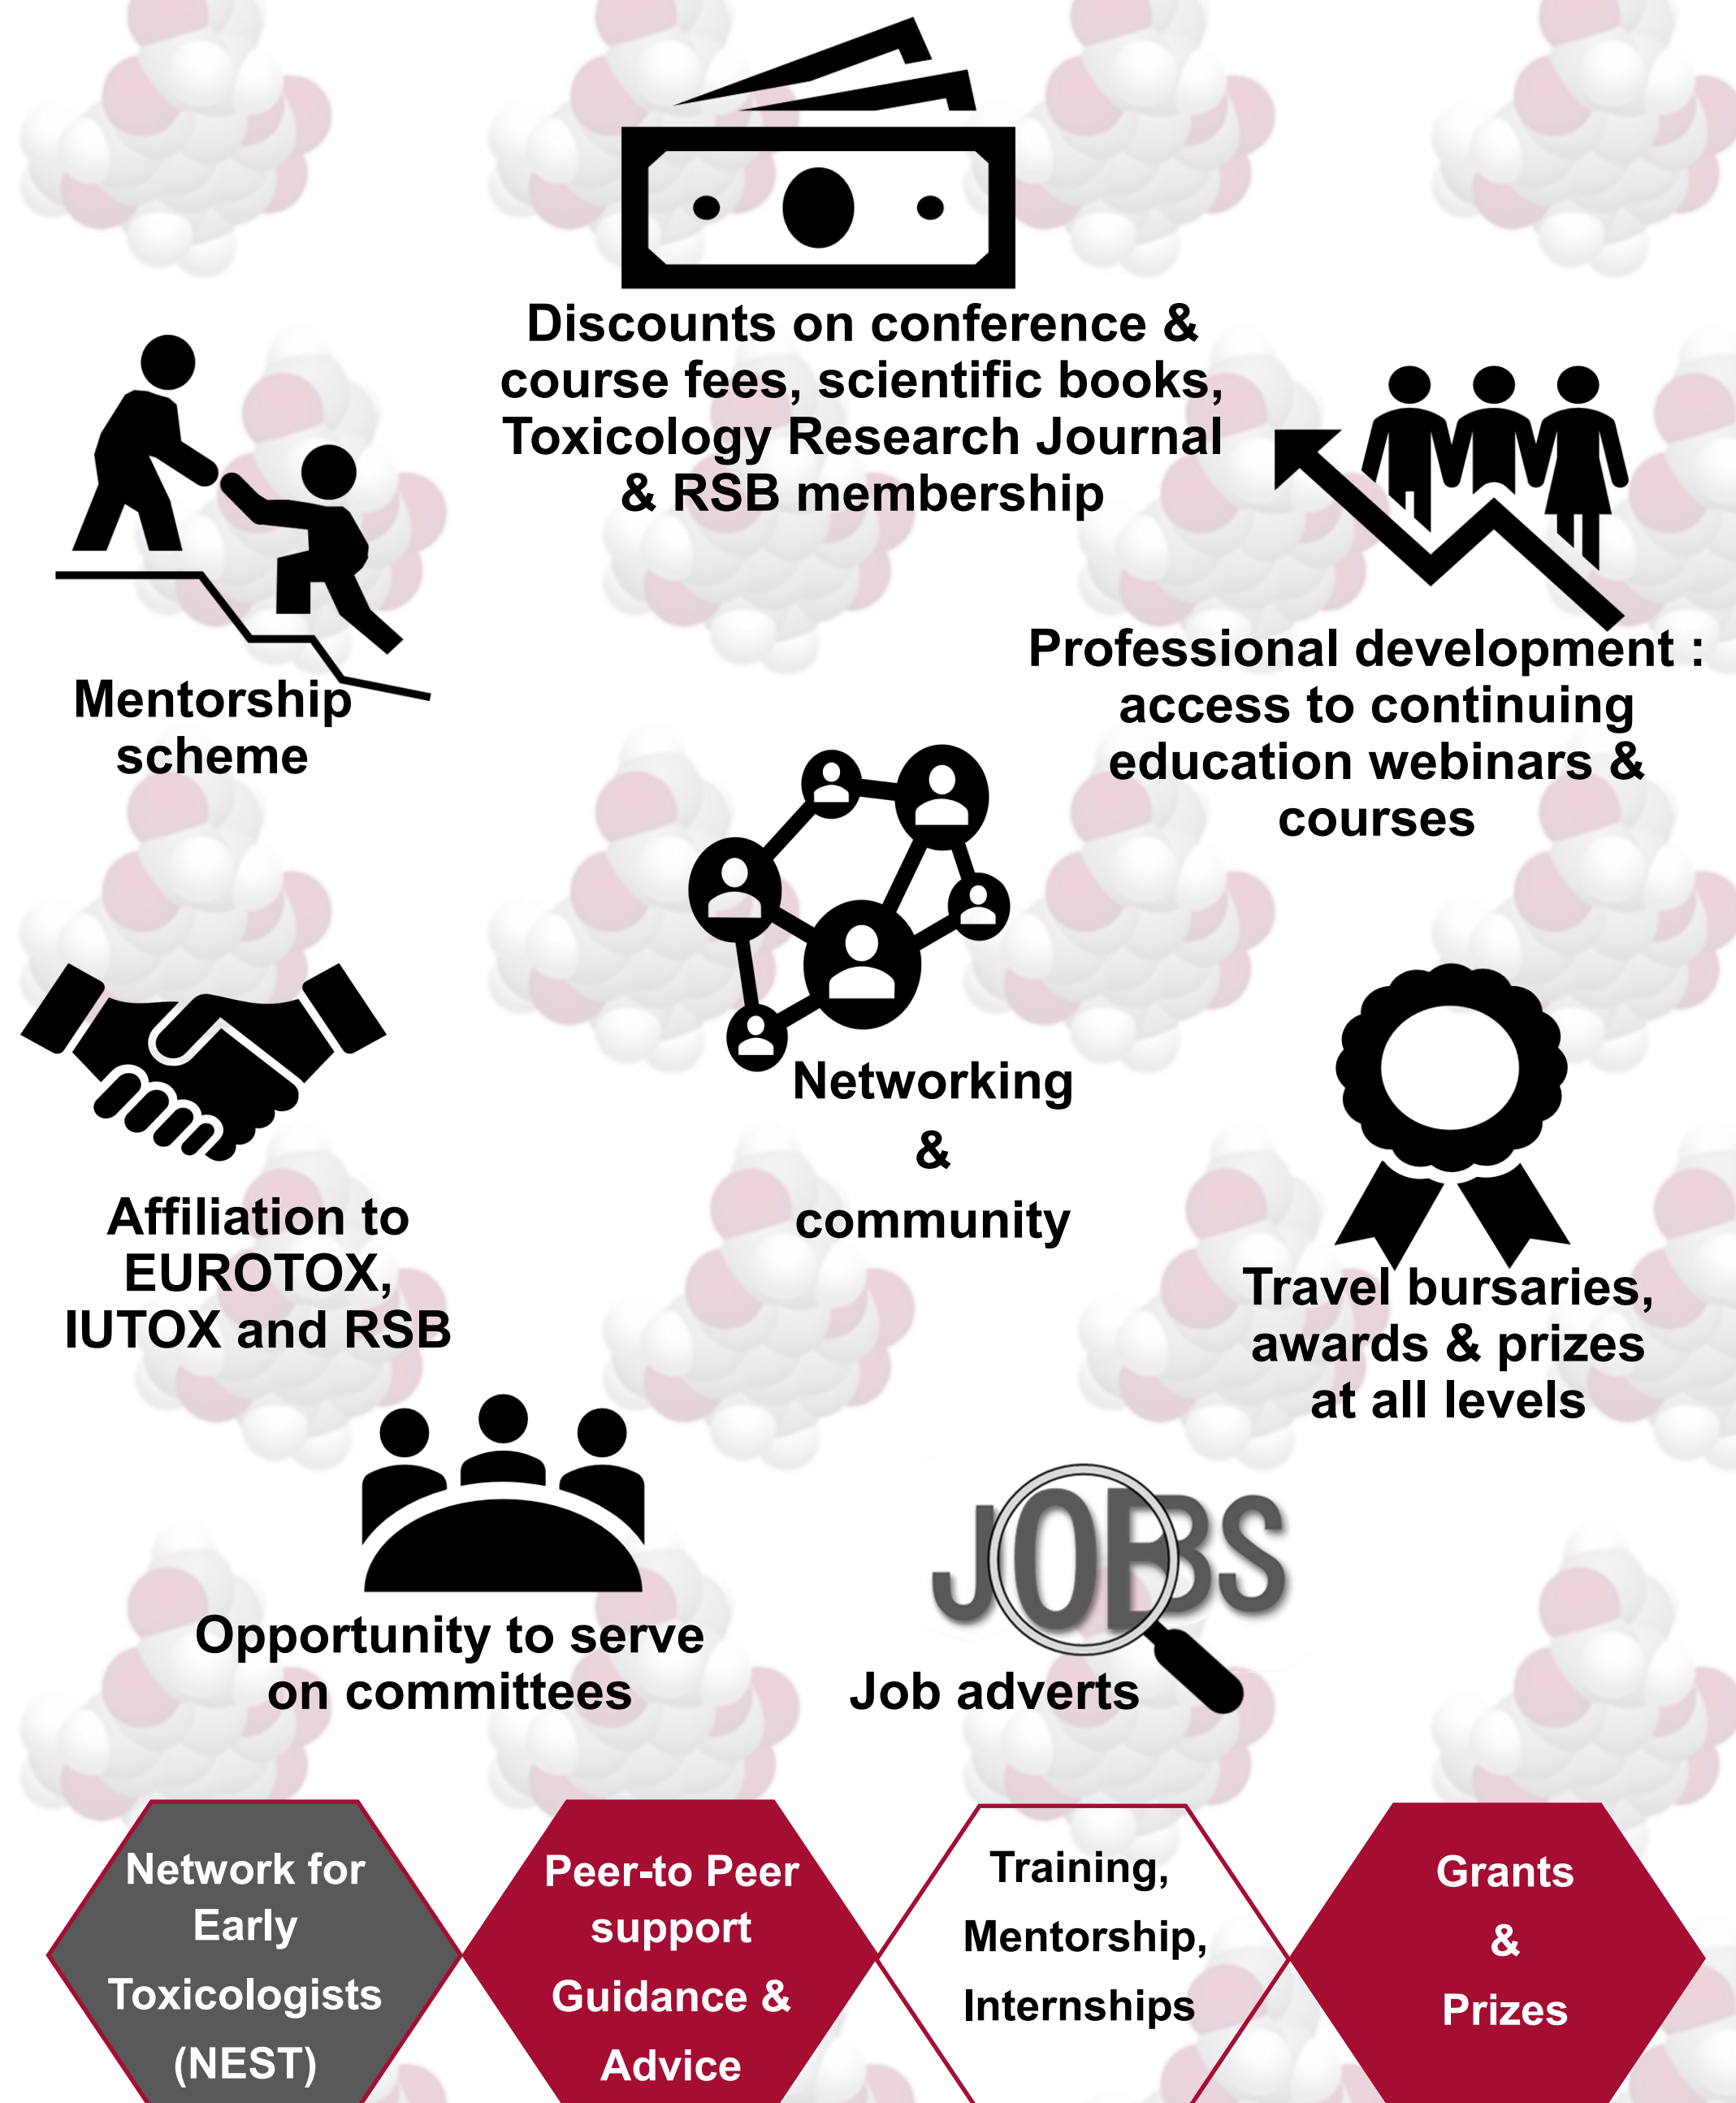 Discounts on conference &
course fees, scientific books,
Toxicology Research Journal
& RSB membership
Mentorship
scheme
Professional development :
access to continuing
education webinars &
courses
Networking
&
community
Affiliation to
EUROTOX,
IUTOX and RSB
Travel bursaries,
awards & prizes
at all levels
Opportunity to serve
on committees
JOBS
Job adverts
Network for
Early
Toxicologists
(NEST)
Peer-to Peer
support
Guidance &
Advice
Training,
Mentorship,
Internships
Grants
&
Prizes